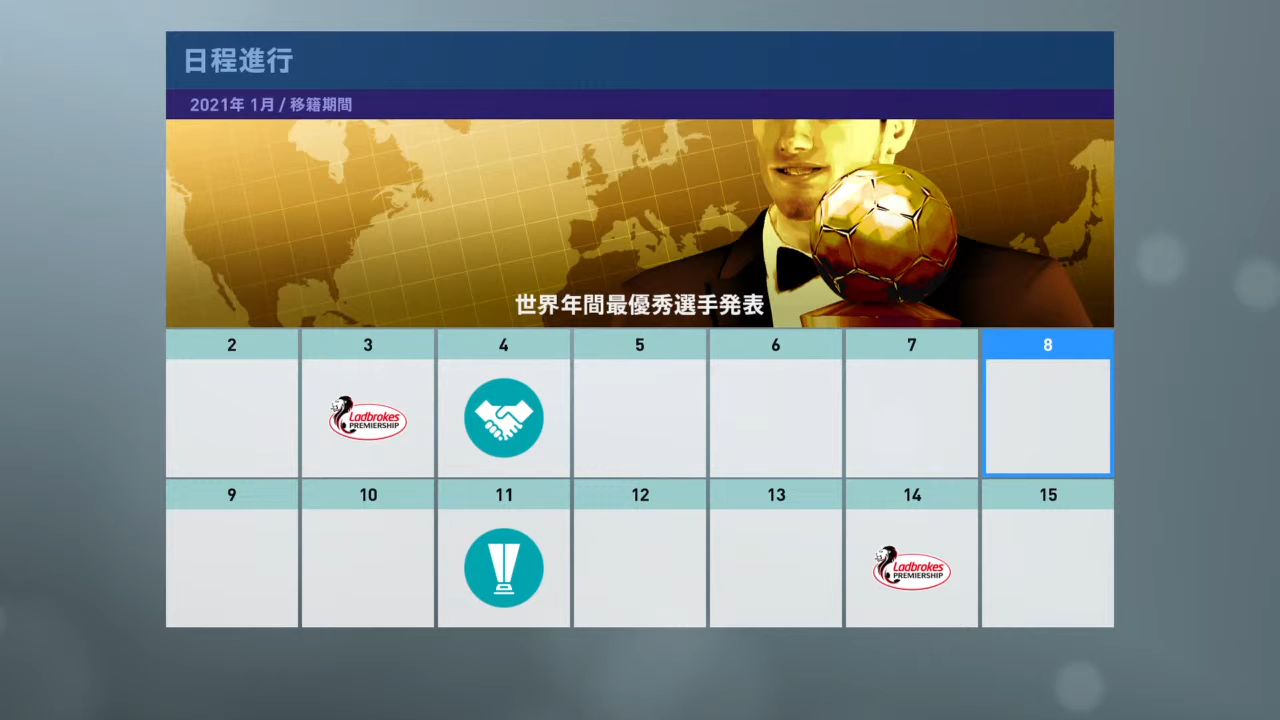 日程進行
2021年 1月 / 移籍期間
世界年間最優秀選手発表
2 3 4 5 6 7 8
Ladbrokes
PREMIERSHIP
9 10 11 12 13 14 15
Ladbrokes
PREMIERSHIP